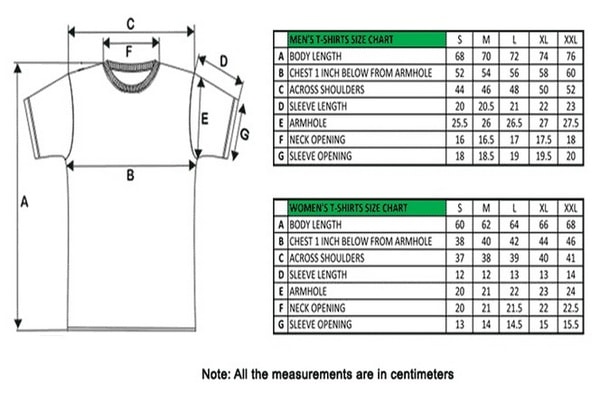 C
F
D
E
G
B
A
MEN'S T-SHIRTS SIZE CHART S M L XL XXL
A BODY LENGTH 68 70 72 74 76
B CHEST 1 INCH BELOW FROM ARMHOLE 52 54 56 58 60
C ACROSS SHOULDERS 44 46 48 50 52
D SLEEVE LENGTH 20 20.5 21 22 23
E ARMHOLE 25.5 26 26.5 27 27.5
F NECK OPENING 16 16.5 17 17.5 18
G SLEEVE OPENING 18 18.5 19 19.5 20
WOMEN'S T-SHIRTS SIZE CHART S M L XL XXL
A BODY LENGTH 60 62 64 66 68
B CHEST 1 INCH BELOW FROM ARMHOLE 38 40 42 44 46
C ACROSS SHOULDERS 37 38 39 40 41
D SLEEVE LENGTH 12 12 13 13 14
E ARMHOLE 20 21 22 23 24
F NECK OPENING 20 21 21.5 22 22.5
G SLEEVE OPENING 13 14 14.5 15 15.5
Note: All the measurements are in centimeters